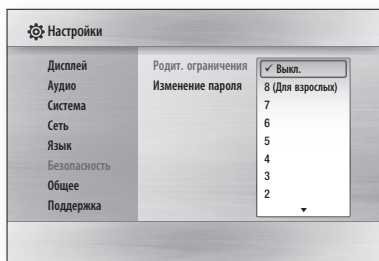 Настройки
Дисплей
Аудио
Система
Сеть
Язык
Безопасность
Общее
Поддержка
Родит. ограничения
Изменение пароля
✓ Выкл.
8 (Для взрослых)
7
6
5
4
3
2